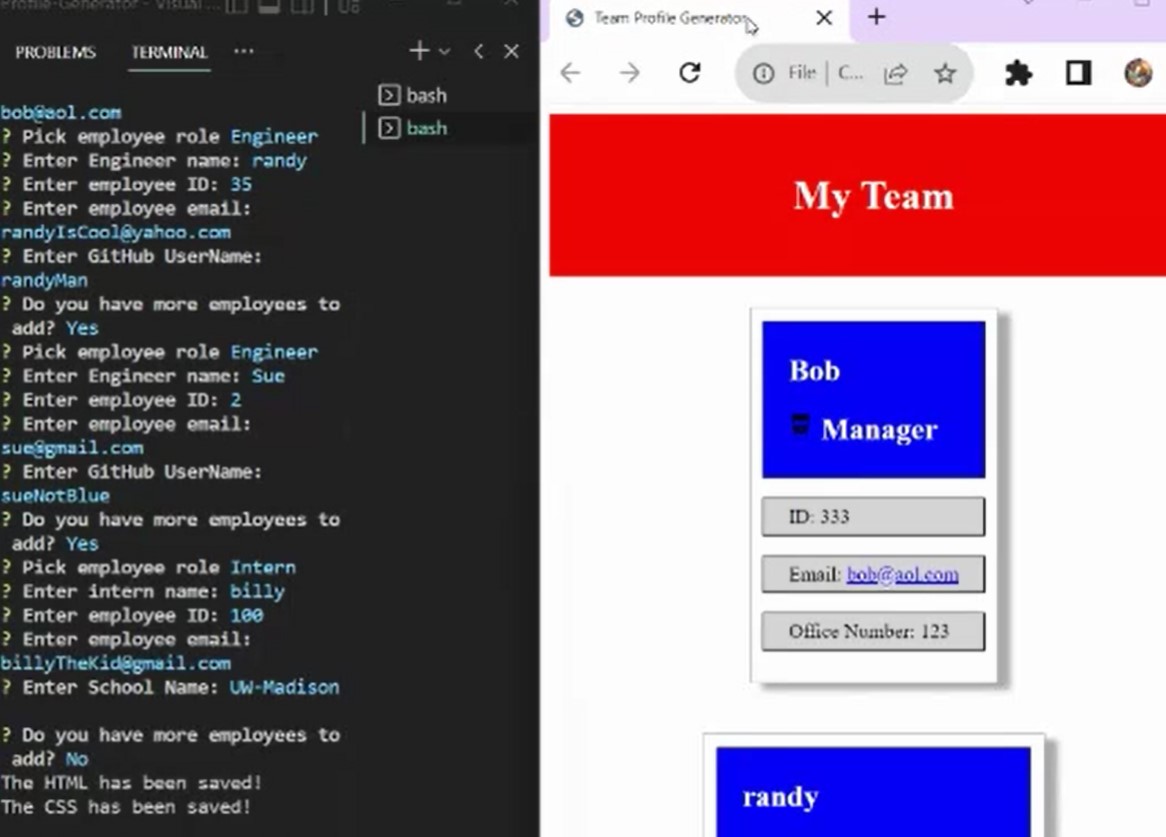 Profile-Generator - Visual ...
PROBLEMS TERMINAL ...
bash
bash
bob@aol.com
? Pick employee role Engineer
? Enter Engineer name: randy
? Enter employee ID: 35
? Enter employee email:
randyIsCool@yahoo.com
? Enter GitHub UserName:
randyMan
? Do you have more employees to
add? Yes
? Pick employee role Engineer
? Enter Engineer name: Sue
? Enter employee ID: 2
? Enter employee email:
sue@gmail.com
? Enter GitHub UserName:
sueNotBlue
? Do you have more employees to
add? Yes
? Pick employee role Intern
? Enter intern name: billy
? Enter employee ID: 100
? Enter employee email:
billyTheKid@gmail.com
? Enter School Name: UW-Madison
? Do you have more employees to
add? No
The HTML has been saved!
The CSS has been saved!
Team Profile Generator
File | C...
My Team
Bob
Manager
ID: 333
Email: bob@aol.com
Office Number: 123
randy